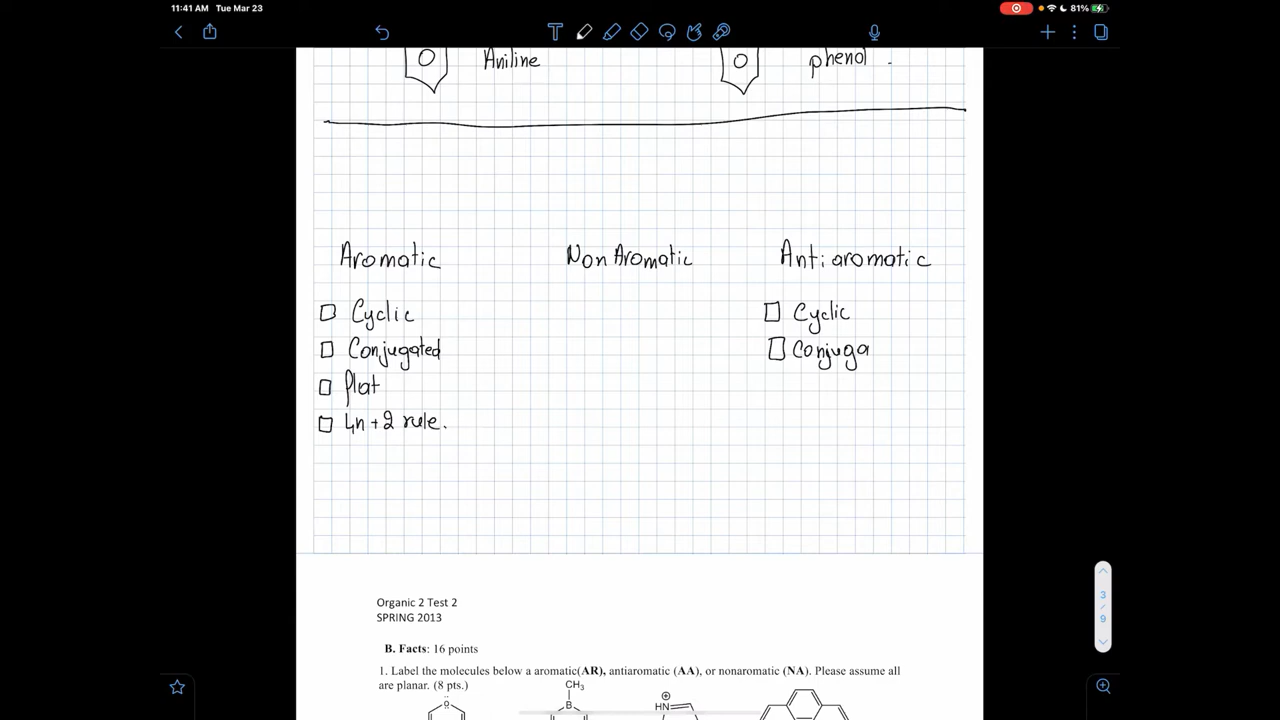 11:41 AM Tue Mar 23
81%
O Aniline
O phenol
Aromatic Non Aromatic Antiaromatic
Cyclic Cyclic
Conjugated Conjuga
flat
4n + 2 rule.
3
9
Organic 2 Test 2
SPRING 2013
B. Facts: 16 points
1. Label the molecules below a aromatic(AR), antiaromatic (AA), or nonaromatic (NA). Please assume all
are planar. (8 pts.)
CH3
O B HN